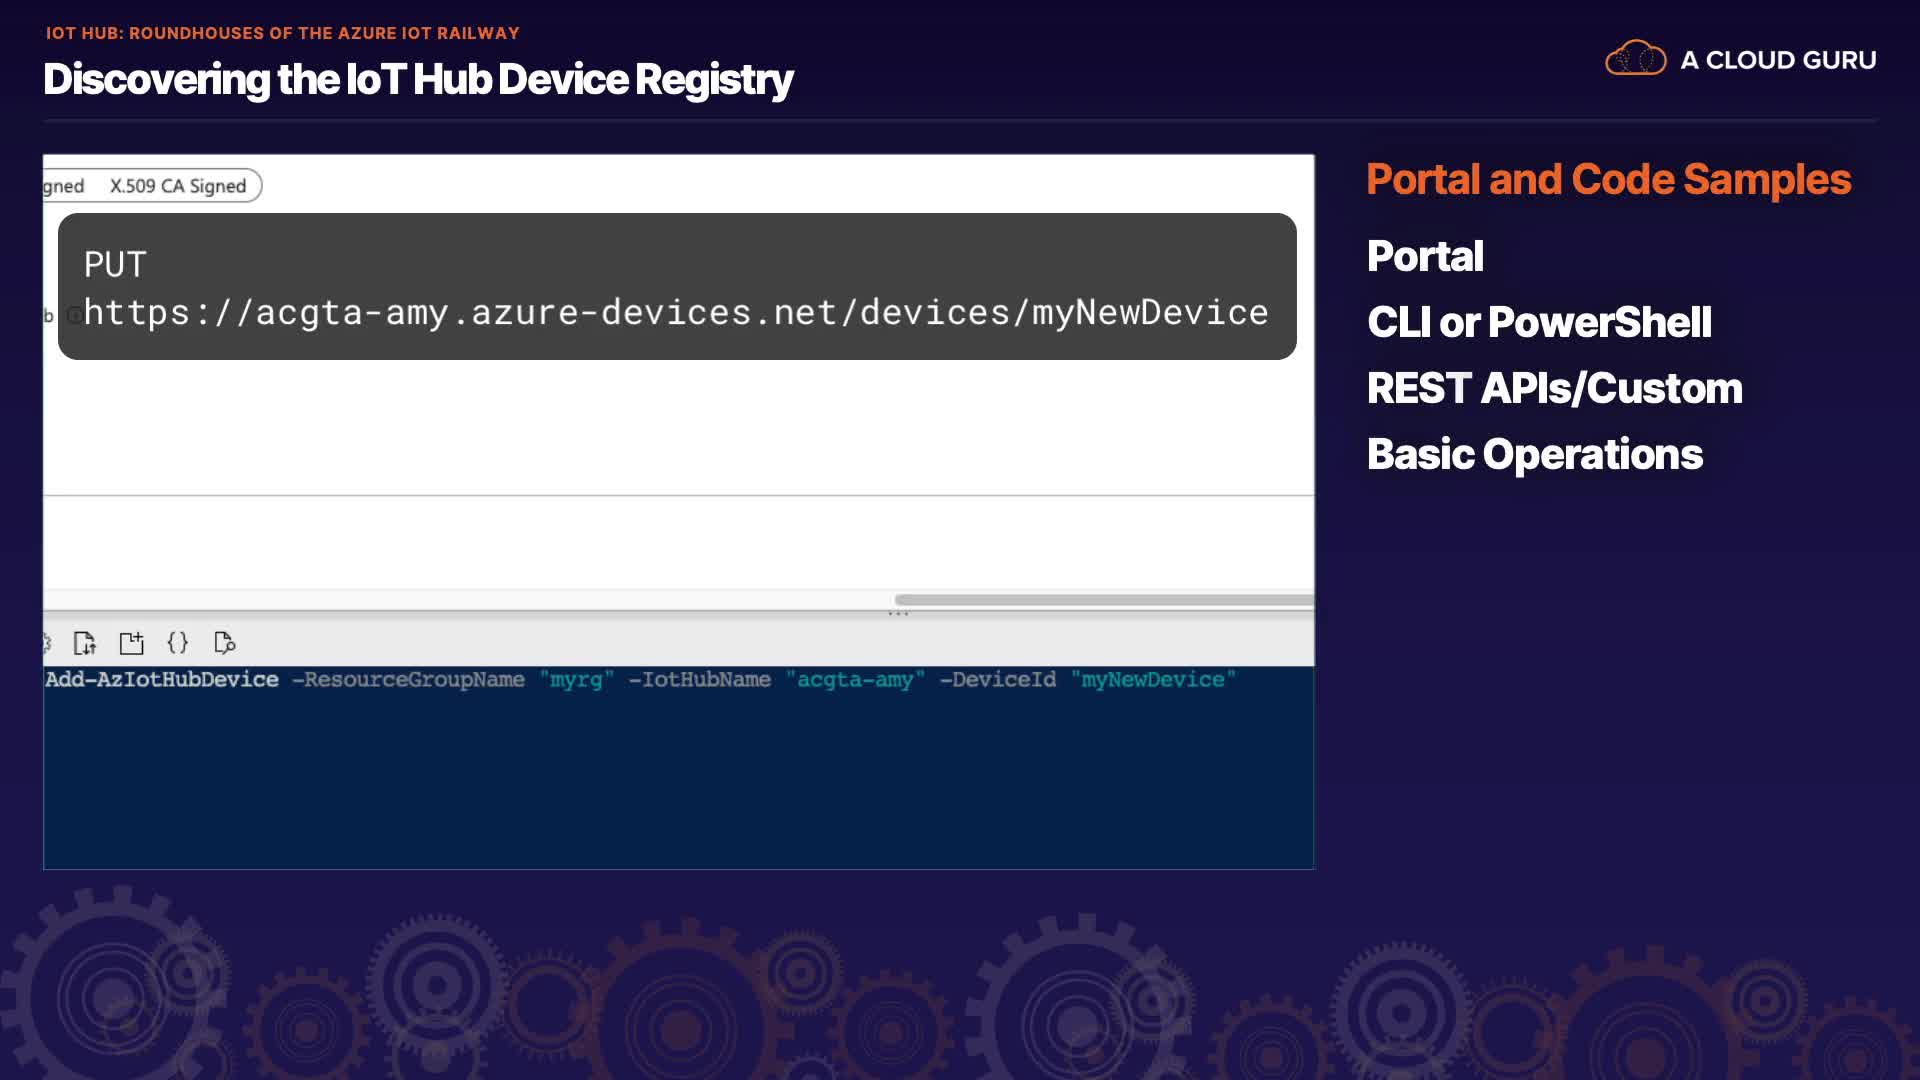 IOT HUB: ROUNDHOUSES OF THE AZURE IOT RAILWAY
Discovering the IoT Hub Device Registry
A CLOUD GURU
gned X.509 CA Signed
PUT
b https://acgta-amy.azure-devices.net/devices/myNewDevice
Add-AzIotHubDevice -ResourceGroupName "myrg" -IotHubName "acgta-amy" -DeviceId "myNewDevice"
Portal and Code Samples
Portal
CLI or PowerShell
REST APIs/Custom
Basic Operations